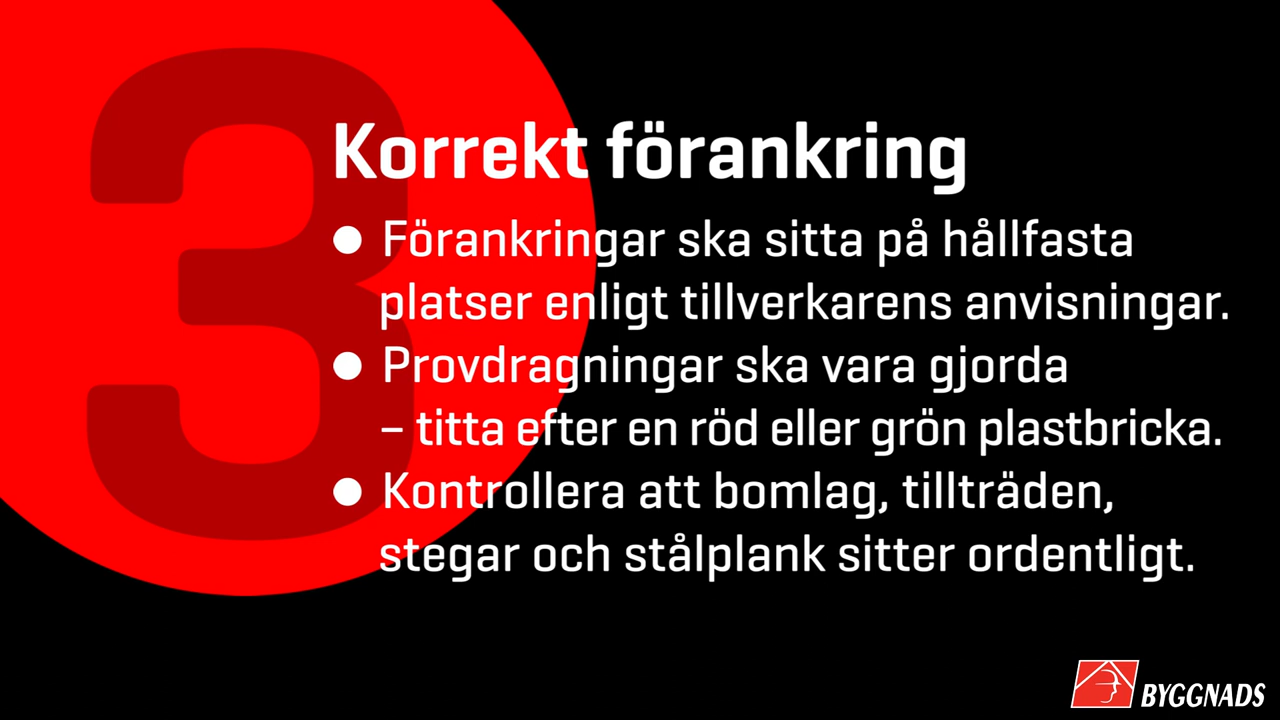 3
Korrekt förankring
● Förankringar ska sitta på hållfasta
platser enligt tillverkarens anvisningar.
● Provdragningar ska vara gjorda
– titta efter en röd eller grön plastbricka.
● Kontrollera att bomlag, tillträden,
stegar och stålplank sitter ordentligt.
BYGGNADS